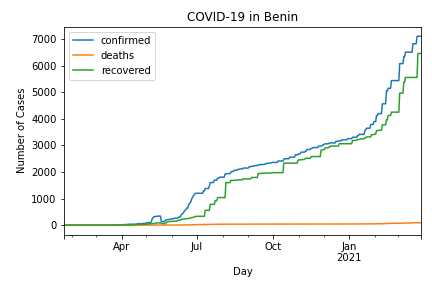 COVID-19 in Benin
confirmed
deaths
recovered
Number of Cases
7000
6000
5000
4000
3000
2000
1000
0
Apr
Jul
Oct
Jan
2021
Day